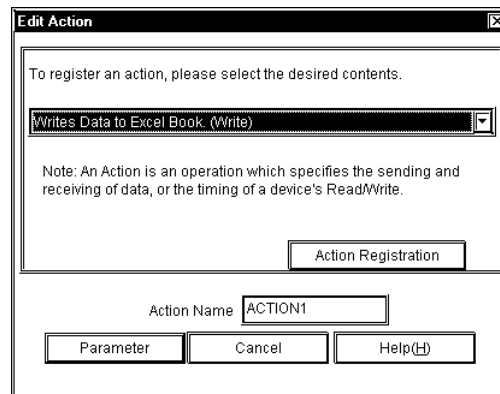 Edit Action
To register an action, please select the desired contents.
Writes Data to Excel Book. (Write)
Note: An Action is an operation which specifies the sending and
receiving of data, or the timing of a device's Read/Write.
Action Registration
Action Name ACTION1
Parameter Cancel Help(H)